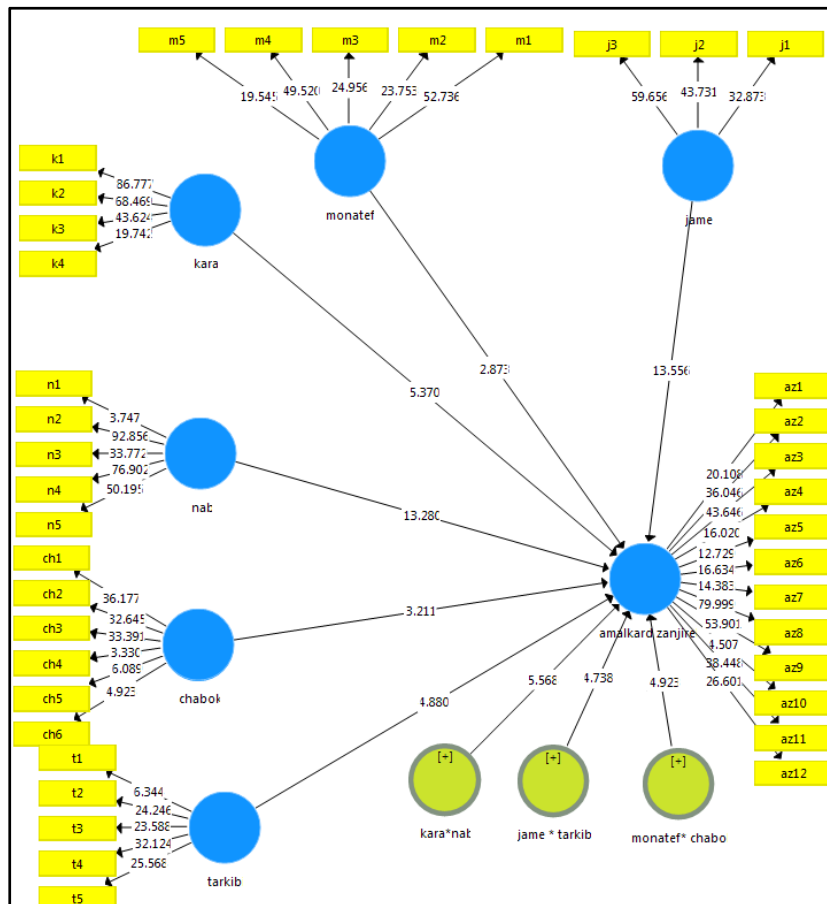 m5 m4 m3 m2 m1
j3 j2 j1
19.545 49.520 24.956 23.753 52.736
59.656 43.731 32.873
monatef
jame
k1
k2
k3
k4
86.777
68.469
43.624
19.742
kara
5.370
2.873
13.556
n1
n2
n3
n4
n5
3.747
92.856
33.772
76.902
50.195
nab
13.280
ch1
ch2
ch3
ch4
ch5
ch6
36.177
32.645
33.391
3.330
6.089
4.923
chabok
3.211
az1
az2
az3
az4
az5
az6
az7
az8
az9
az10
az11
az12
20.108
36.046
43.646
16.020
12.729
16.634
14.383
79.999
53.901
4.507
38.448
26.601
amalkard zanjire
t1
t2
t3
t4
t5
6.344
24.246
23.588
32.124
25.568
tarkib
4.880
5.568
4.738
4.923
[+] [+] [+]
kara*nab
jame * tarkib
monatef* chabo